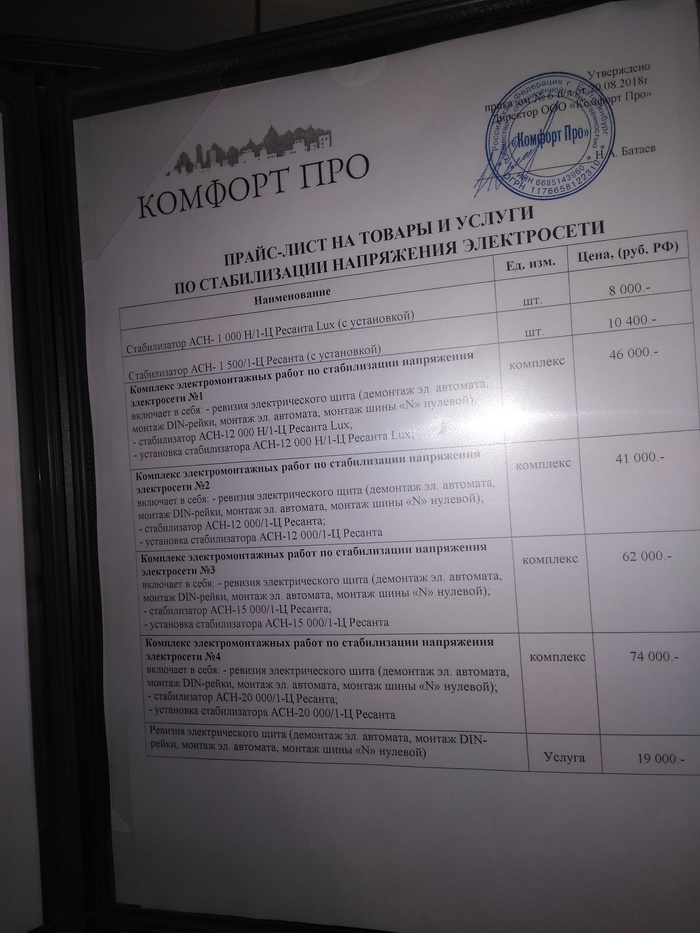 Утверждено
приказом № 6 п/л от 30.08.2018г.
Директор ООО «Комфорт Про»
Н.А. Батаев
«Комфорт Про»
ИНН 6685143960
ОГРН 1176658122310
КОМФОРТ ПРО
ПРАЙС-ЛИСТ НА ТОВАРЫ И УСЛУГИ
ПО СТАБИЛИЗАЦИИ НАПРЯЖЕНИЯ ЭЛЕКТРОСЕТИ
Наименование Ед. изм. Цена, (руб. РФ)
Стабилизатор АСН- 1 000 Н/1-Ц Ресанта Lux (с установкой) шт. 8 000.-
Стабилизатор АСН- 1 500/1-Ц Ресанта (с установкой) шт. 10 400.-
Комплекс электромонтажных работ по стабилизации напряжения комплекс 46 000.-
электросети №1
включает в себя: - ревизия электрического щита (демонтаж эл. автомата,
монтаж DIN-рейки, монтаж эл. автомата, монтаж шины «N» нулевой);
- стабилизатор АСН-12 000 Н/1-Ц Ресанта Lux;
- установка стабилизатора АСН-12 000 Н/1-Ц Ресанта Lux;
Комплекс электромонтажных работ по стабилизации напряжения комплекс 41 000.-
электросети №2
включает в себя: - ревизия электрического щита (демонтаж эл. автомата,
монтаж DIN-рейки, монтаж эл. автомата, монтаж шины «N» нулевой);
- стабилизатор АСН-12 000/1-Ц Ресанта;
- установка стабилизатора АСН-12 000/1-Ц Ресанта
Комплекс электромонтажных работ по стабилизации напряжения комплекс 62 000.-
электросети №3
включает в себя: - ревизия электрического щита (демонтаж эл. автомата,
монтаж DIN-рейки, монтаж эл. автомата, монтаж шины «N» нулевой);
- стабилизатор АСН-15 000/1-Ц Ресанта;
- установка стабилизатора АСН-15 000/1-Ц Ресанта
Комплекс электромонтажных работ по стабилизации напряжения комплекс 74 000.-
электросети №4
включает в себя: - ревизия электрического щита (демонтаж эл. автомата,
монтаж DIN-рейки, монтаж эл. автомата, монтаж шины «N» нулевой);
- стабилизатор АСН-20 000/1-Ц Ресанта;
- установка стабилизатора АСН-20 000/1-Ц Ресанта
Ревизия электрического щита (демонтаж эл. автомата, монтаж DIN-
рейки, монтаж эл. автомата, монтаж шины «N» нулевой) Услуга 19 000.-